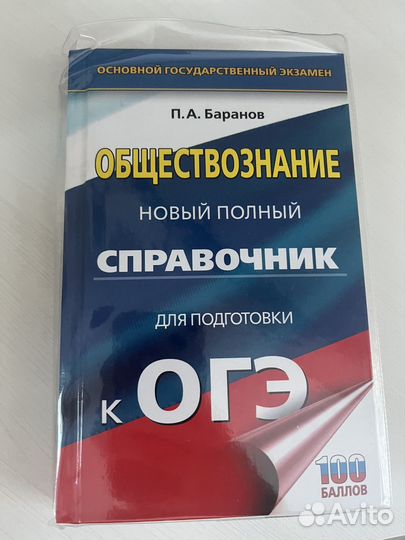 ОСНОВНОЙ ГОСУДАРСТВЕННЫЙ ЭКЗАМЕН
П.А. Баранов
ОБЩЕСТВОЗНАНИЕ
НОВЫЙ ПОЛНЫЙ
СПРАВОЧНИК
ДЛЯ ПОДГОТОВКИ
К ОГЭ
100
БАЛЛОВ
Avito